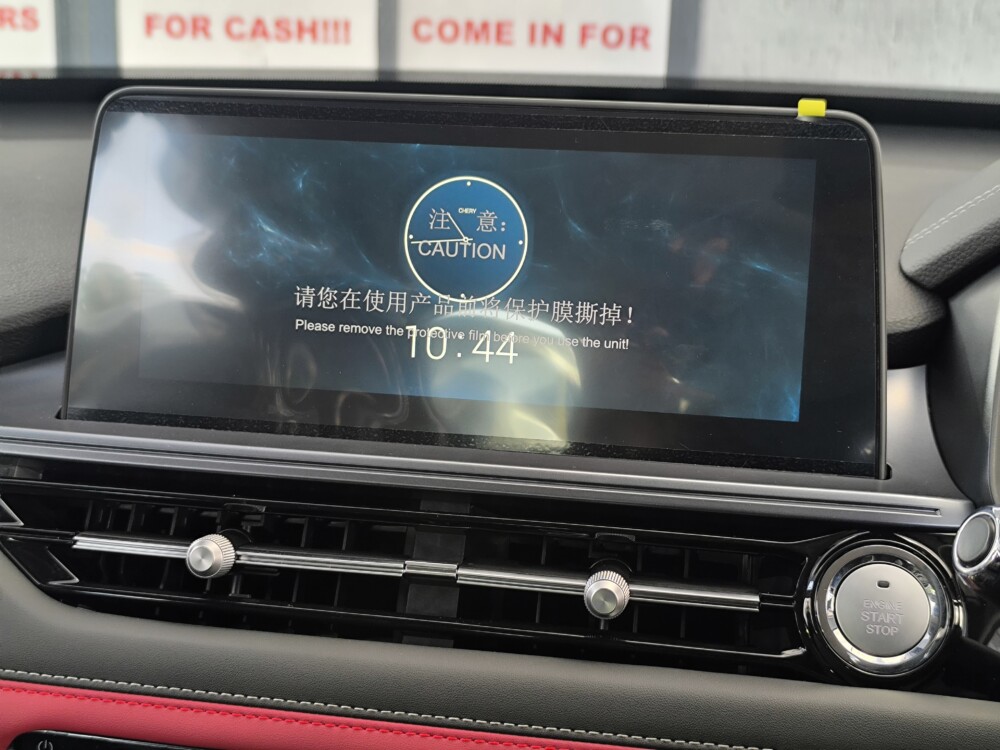 RS
FOR CASH!!!
COME IN FOR
CHERY
注 意:
CAUTION
请您在使用产品前将保护膜撕掉!
Please remove the protective film before you use the unit!
10:44
ENGINE
START
STOP